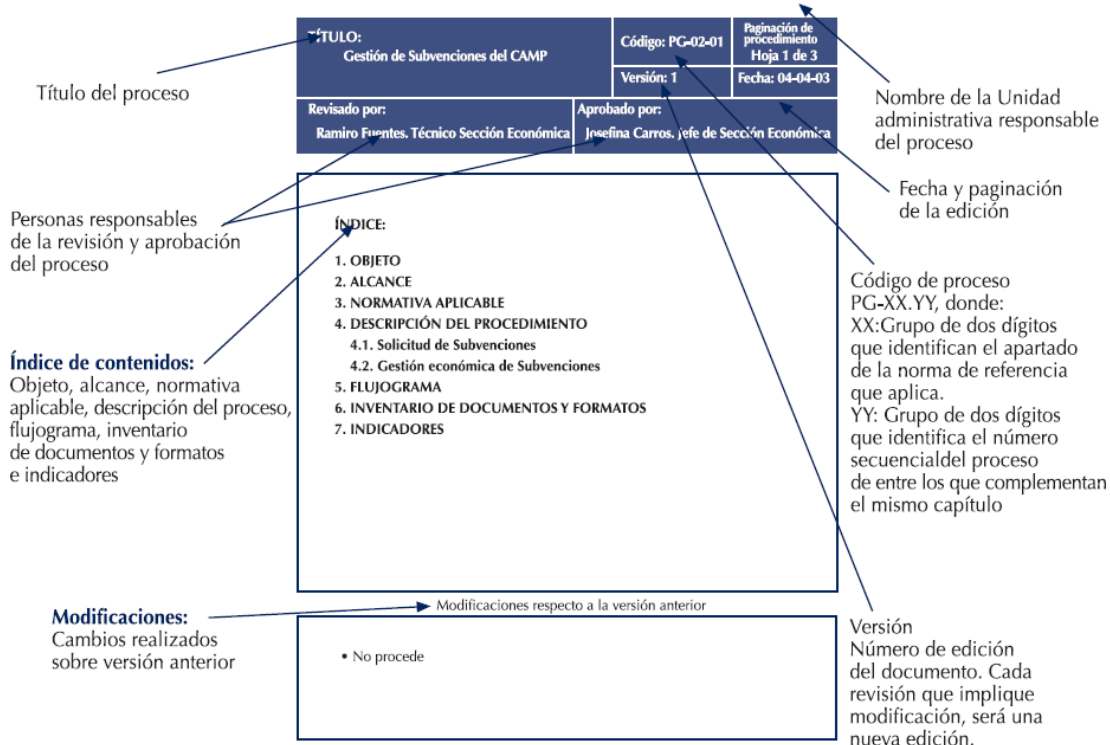 TÍTULO:
Gestión de Subvenciones del CAMP
Código: PG-02-01
Paginación de
procedimiento
Hoja 1 de 3
Versión: 1
Fecha: 04-04-03
Revisado por:
Ramiro Fuentes. Técnico Sección Económica
Aprobado por:
Josefina Carros. Jefe de Sección Económica
Título del proceso
Nombre de la Unidad
administrativa responsable
del proceso
Fecha y paginación
de la edición
Personas responsables
de la revisión y aprobación
del proceso
ÍNDICE:
1. OBJETO
2. ALCANCE
3. NORMATIVA APLICABLE
4. DESCRIPCIÓN DEL PROCEDIMIENTO
4.1. Solicitud de Subvenciones
4.2. Gestión económica de Subvenciones
5. FLUJOGRAMA
6. INVENTARIO DE DOCUMENTOS Y FORMATOS
7. INDICADORES
Índice de contenidos:
Objeto, alcance, normativa
aplicable, descripción del proceso,
flujograma, inventario
de documentos y formatos
e indicadores
Código de proceso
PG-XX.YY, donde:
XX:Grupo de dos dígitos
que identifican el apartado
de la norma de referencia
que aplica.
YY: Grupo de dos dígitos
que identifica el número
secuencialdel proceso
de entre los que complementan
el mismo capítulo
Modificaciones:
Cambios realizados
sobre versión anterior
Modificaciones respecto a la versión anterior
• No procede
Versión
Número de edición
del documento. Cada
revisión que implique
modificación, será una
nueva edición.